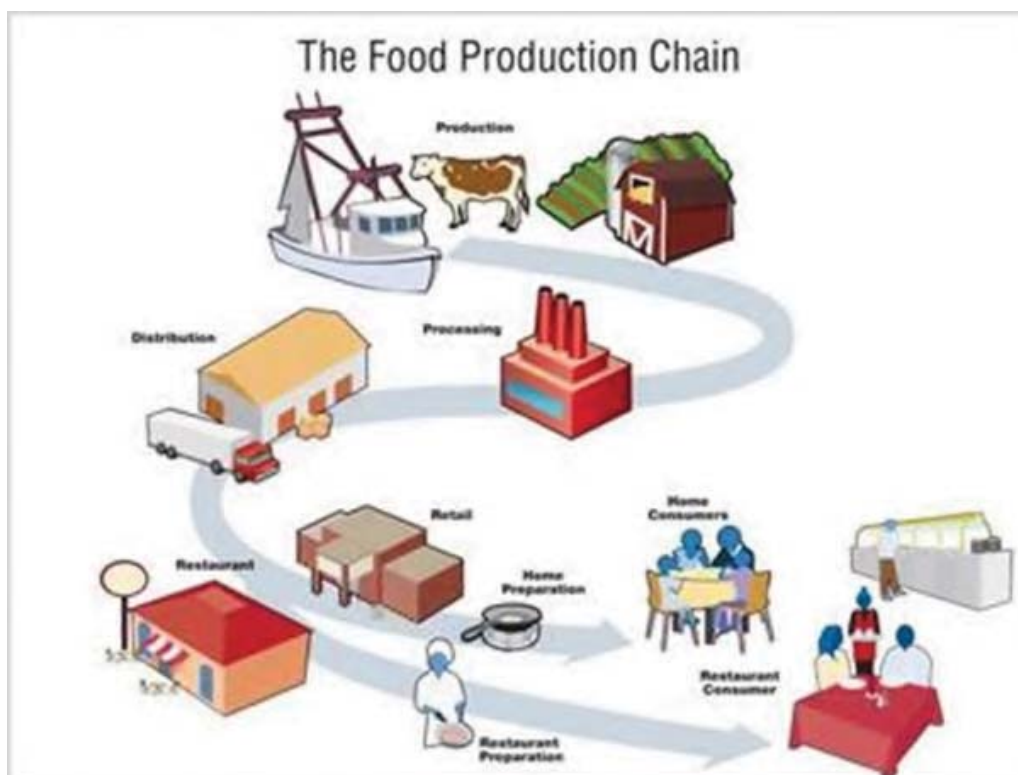 The Food Production Chain
Production
Processing
Distribution
Retail
Home
Consumers
Restaurant
Home
Preparation
Restaurant
Consumer
Restaurant
Preparation